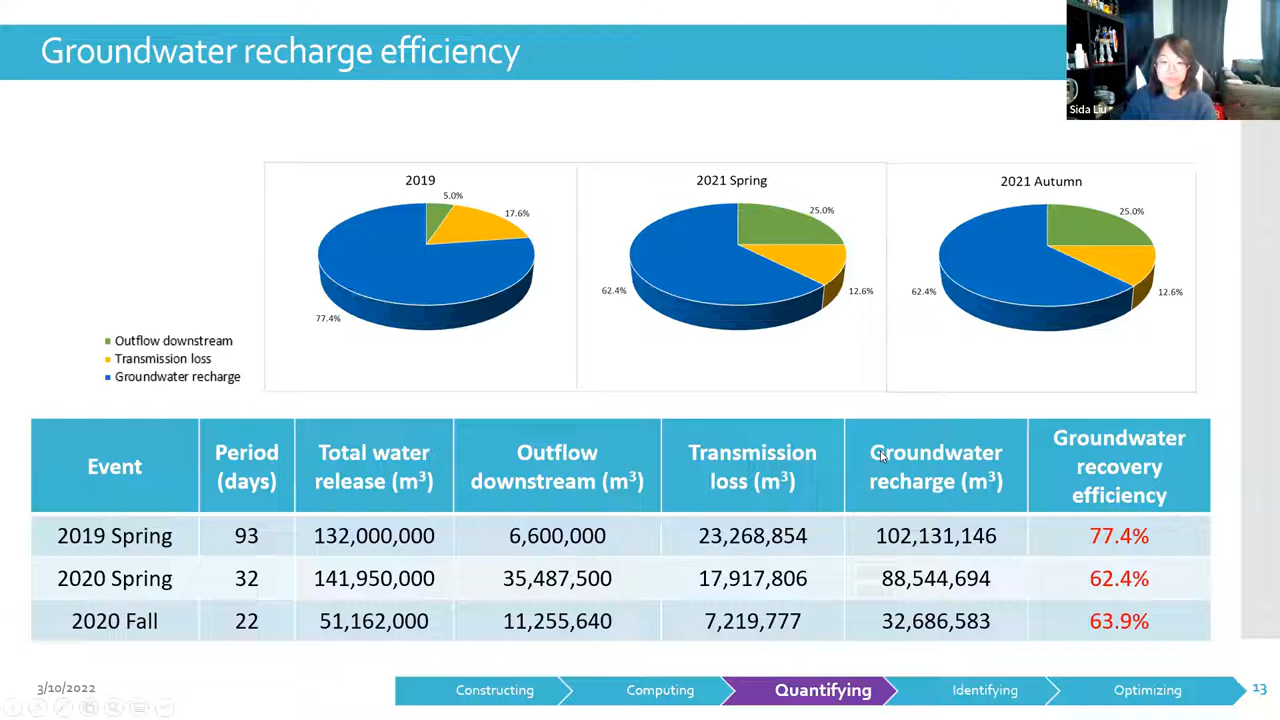 Groundwater recharge efficiency
Sida Liu
2019
5.0%
17.6%
77.4%
2021 Spring
25.0%
62.4%
12.6%
2021 Autumn
25.0%
62.4%
12.6%
Outflow downstream
Transmission loss
Groundwater recharge
Event
Period (days)
Total water release (m³)
Outflow downstream (m³)
Transmission loss (m³)
Groundwater recharge (m³)
Groundwater recovery efficiency
2019 Spring 93 132,000,000 6,600,000 23,268,854 102,131,146 77.4%
2020 Spring 32 141,950,000 35,487,500 17,917,806 88,544,694 62.4%
2020 Fall 22 51,162,000 11,255,640 7,219,777 32,686,583 63.9%
3/10/2022
Constructing Computing Quantifying Identifying Optimizing
13